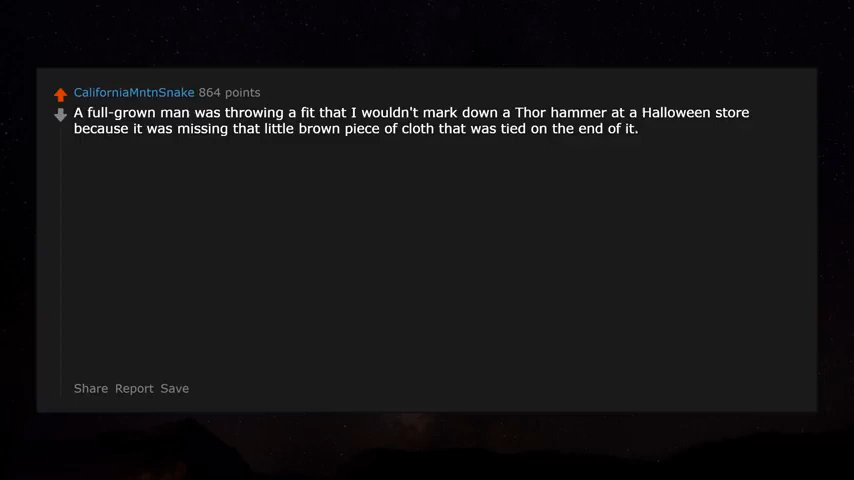 CaliforniaMntnSnake 864 points
A full-grown man was throwing a fit that I wouldn't mark down a Thor hammer at a Halloween store
because it was missing that little brown piece of cloth that was tied on the end of it.
Share Report Save